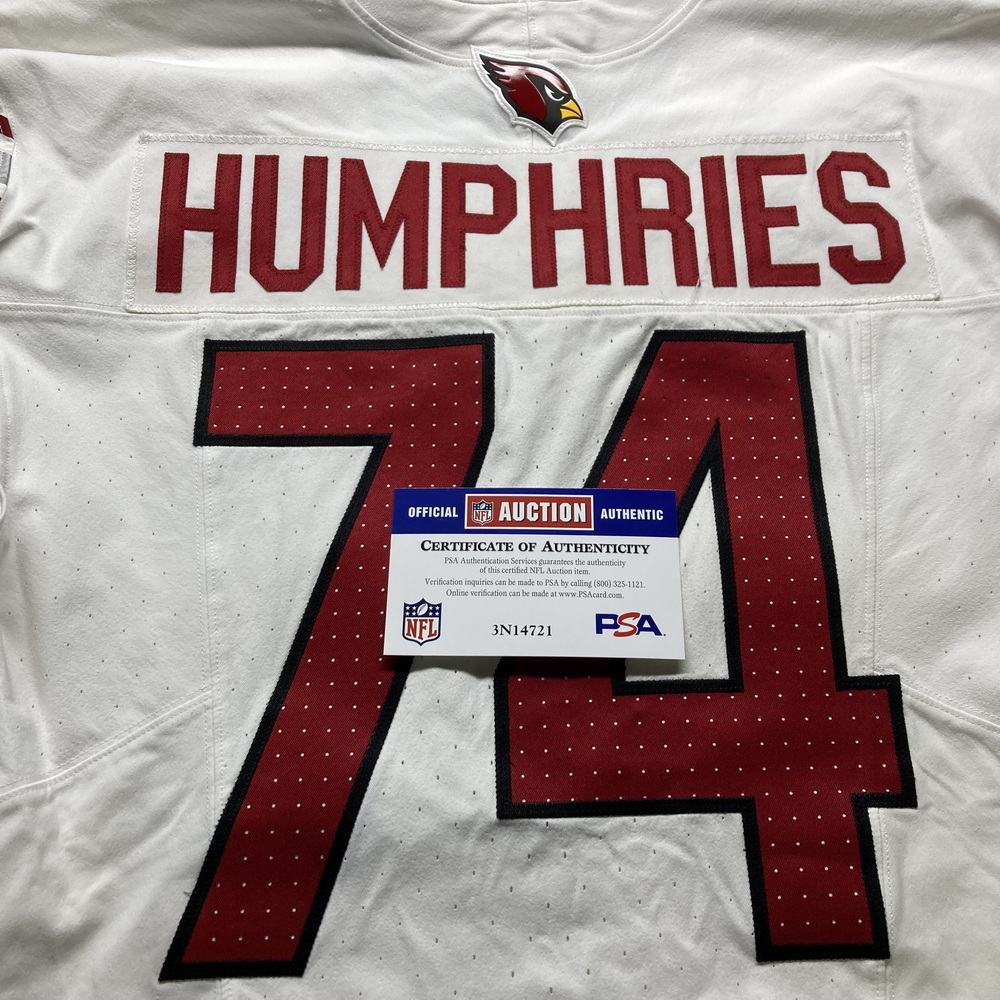 HUMPHRIES
74
OFFICIAL NFL AUCTION AUTHENTIC
CERTIFICATE OF AUTHENTICITY
PSA Authentication Services guarantees the authenticity
of this certified NFL Auction item.
Verification inquiries can be made to PSA by calling (800) 325-1121.
Online verification can be made at www.PSAcard.com.
NFL 3N14721 PSA